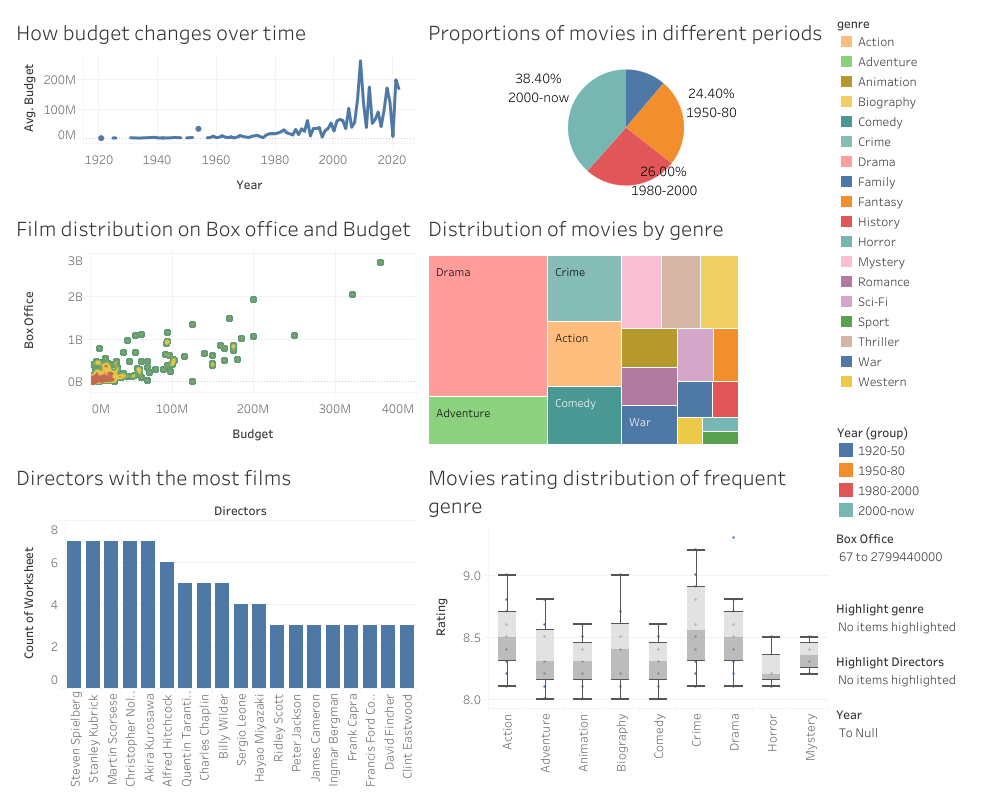 How budget changes over time
Avg. Budget
200M
100M
0M
1920
1940
1960
1980
2000
2020
Year
Proportions of movies in different periods
38.40%
2000-now
24.40%
1950-80
26.00%
1980-2000
Film distribution on Box office and Budget
Box Office
3B
2B
1B
0B
0M
100M
200M
300M
400M
Budget
Distribution of movies by genre
Drama
Adventure
Crime
Action
Comedy
War
Directors with the most films
Directors
Count of Worksheet
8
6
4
2
0
Steven Spielberg
Stanley Kubrick
Martin Scorsese
Christopher Nol..
Akira Kurosawa
Alfred Hitchcock
Quentin Taranti..
Charles Chaplin
Billy Wilder
Sergio Leone
Hayao Miyazaki
Ridley Scott
Peter Jackson
James Cameron
Ingmar Bergman
Frank Capra
Francis Ford Co..
David Fincher
Clint Eastwood
Movies rating distribution of frequent
genre
Rating
9.0
8.5
8.0
Action
Adventure
Animation
Biography
Comedy
Crime
Drama
Horror
Mystery
genre
Action
Adventure
Animation
Biography
Comedy
Crime
Drama
Family
Fantasy
History
Horror
Mystery
Romance
Sci-Fi
Sport
Thriller
War
Western
Year (group)
1920-50
1950-80
1980-2000
2000-now
Box Office
67 to 2799440000
Highlight genre
No items highlighted
Highlight Directors
No items highlighted
Year
To Null